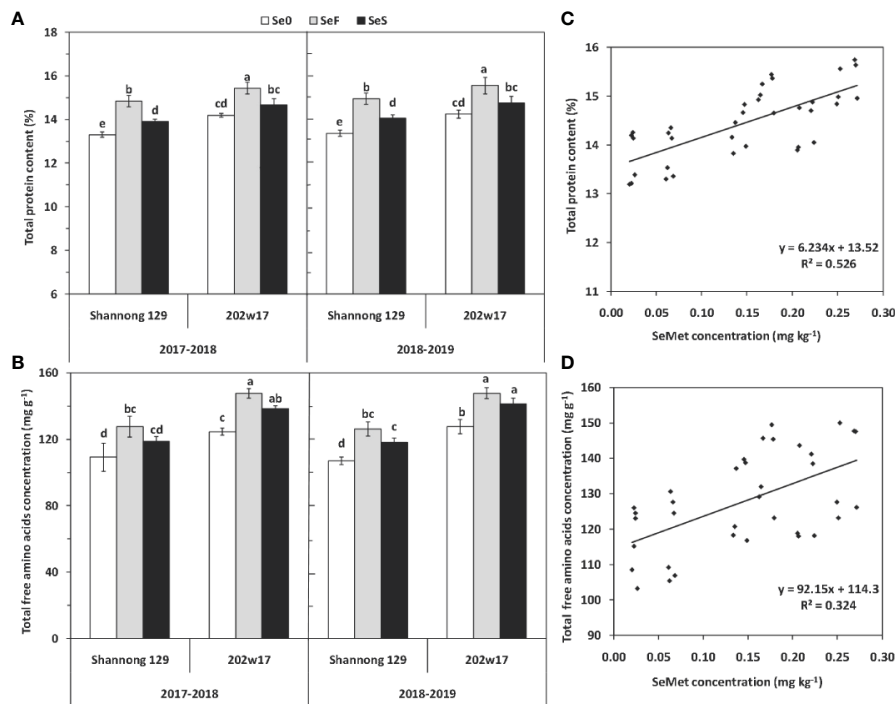 A
Se0 SeF SeS
Total protein content (%)
18
16
14
12
10
8
6
e b d cd a bc
e b d cd a bc
Shannong 129 202w17 Shannong 129 202w17
2017-2018 2018-2019
B
Total free amino acids concentration (mg g-1)
160
120
80
40
0
d bc cd c a ab
d bc c b a a
Shannong 129 202w17 Shannong 129 202w17
2017-2018 2018-2019
C
Total protein content (%)
16
15
14
13
12
11
y = 6.234x + 13.52
R² = 0.526
0.00 0.05 0.10 0.15 0.20 0.25 0.30
SeMet concentration (mg kg-1)
D
Total free amino acids concentration (mg g-1)
160
150
140
130
120
110
100
90
y = 92.15x + 114.3
R² = 0.324
0.00 0.05 0.10 0.15 0.20 0.25 0.30
SeMet concentration (mg kg-1)